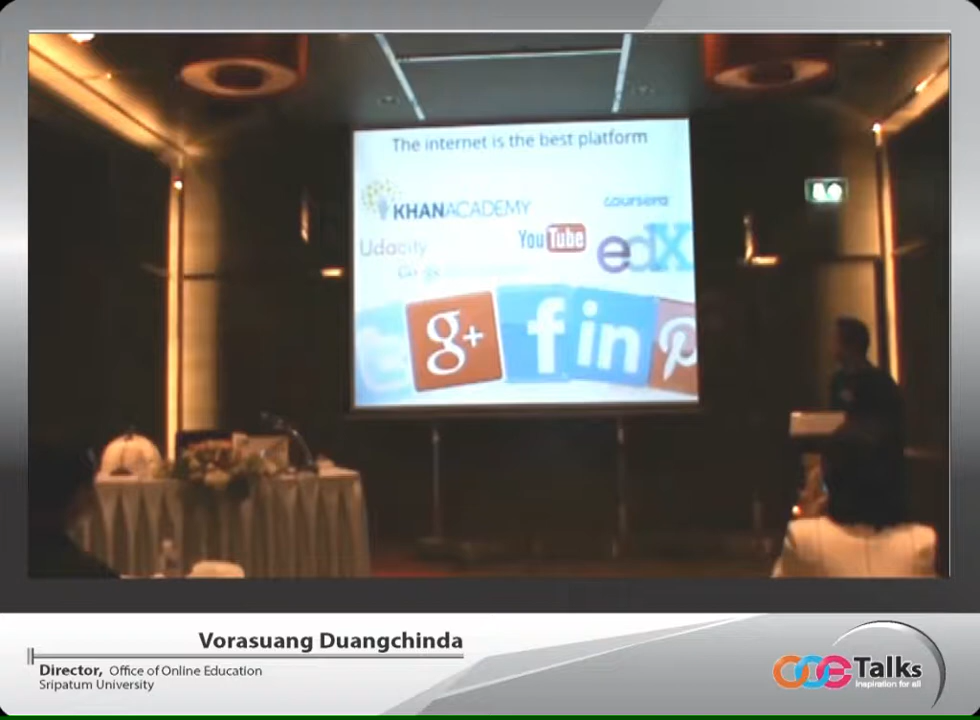 The internet is the best platform
KHANACADEMY
coursera
Udacity
YouTube
edX
g+
f
in
Vorasuang Duangchinda
Director, Office of Online Education
Sripatum University
OOE Talks
Inspiration for all